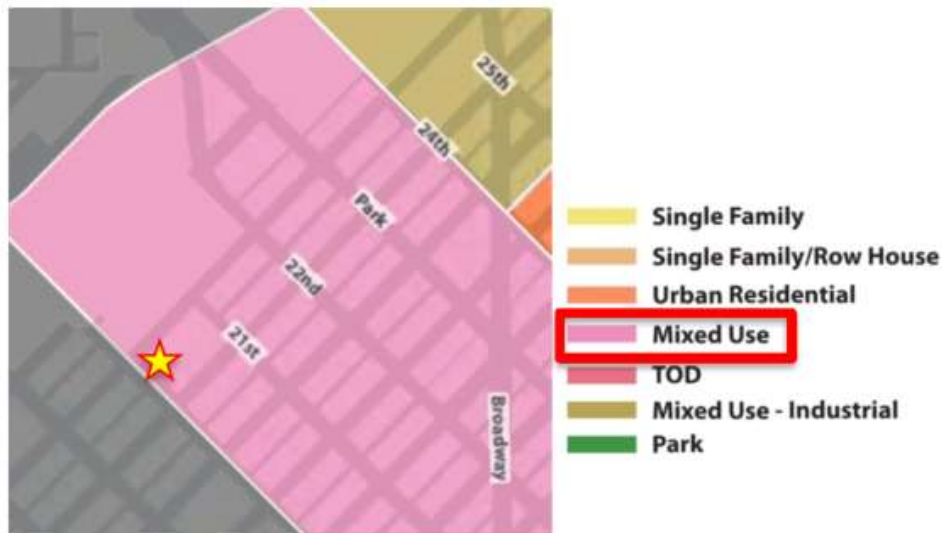 25th
24th
Park
22nd
21st
Broadway
Single Family
Single Family/Row House
Urban Residential
Mixed Use
TOD
Mixed Use - Industrial
Park